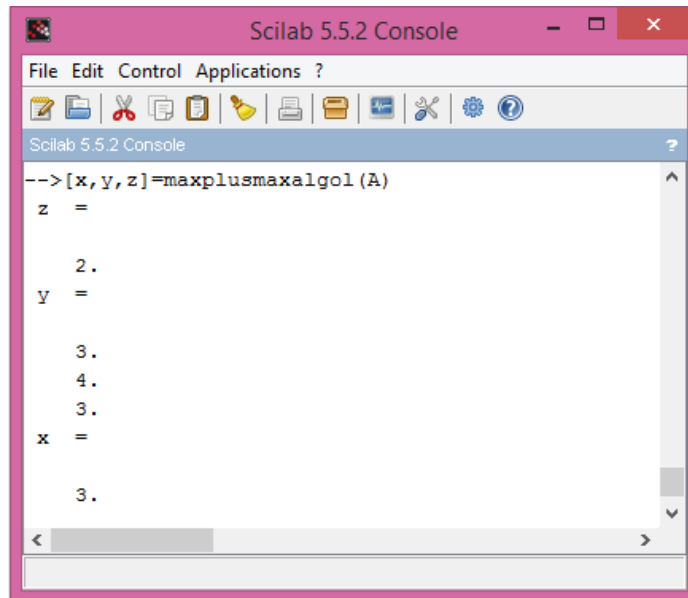 Scilab 5.5.2 Console
File Edit Control Applications ?
Scilab 5.5.2 Console ?
-->[x,y,z]=maxplusmaxalgol(A)
z =
2.
y =
3.
4.
3.
x =
3.